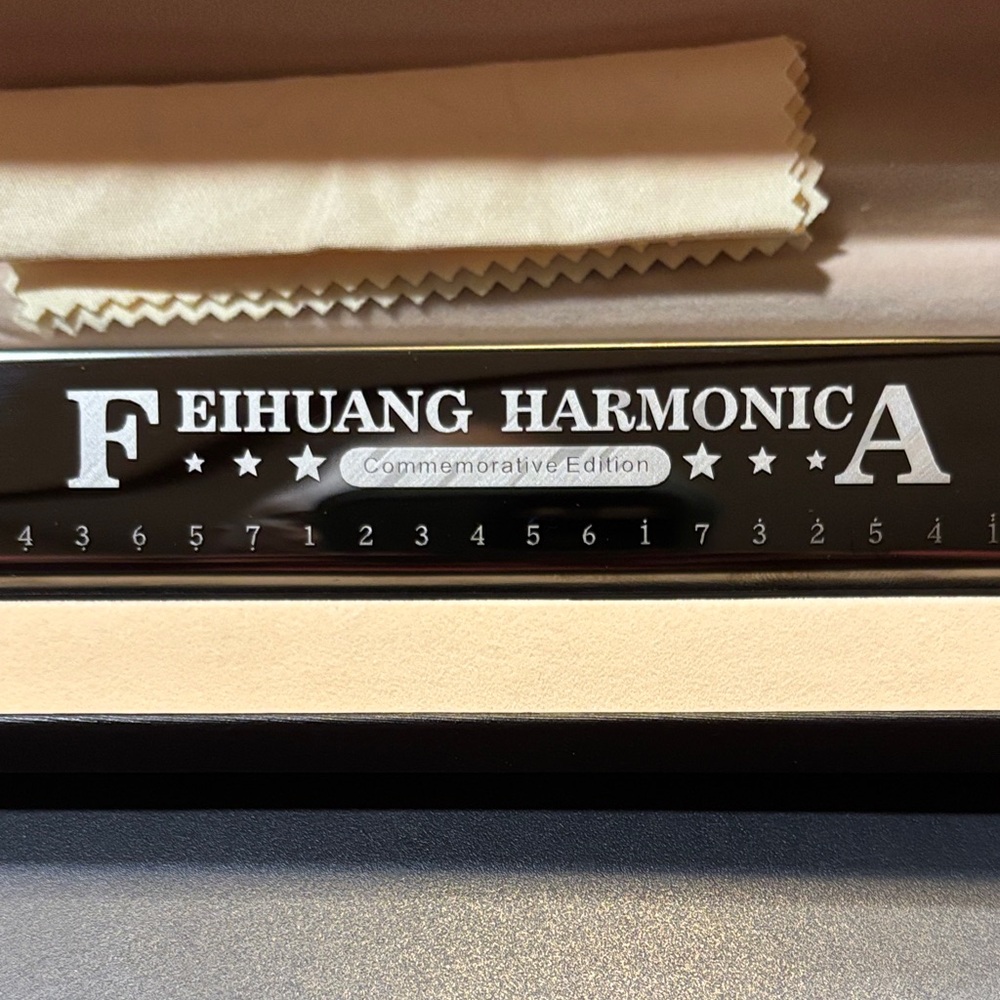 FEIHUANG HARMONICA
★ ★ ★ Commemorative Edition ★ ★ ★
4̣ 3̣ 6̣ 5̣ 7̣ 1 2 3 4 5 6 1̇ 7 3̇ 2̇ 5̇ 4̇